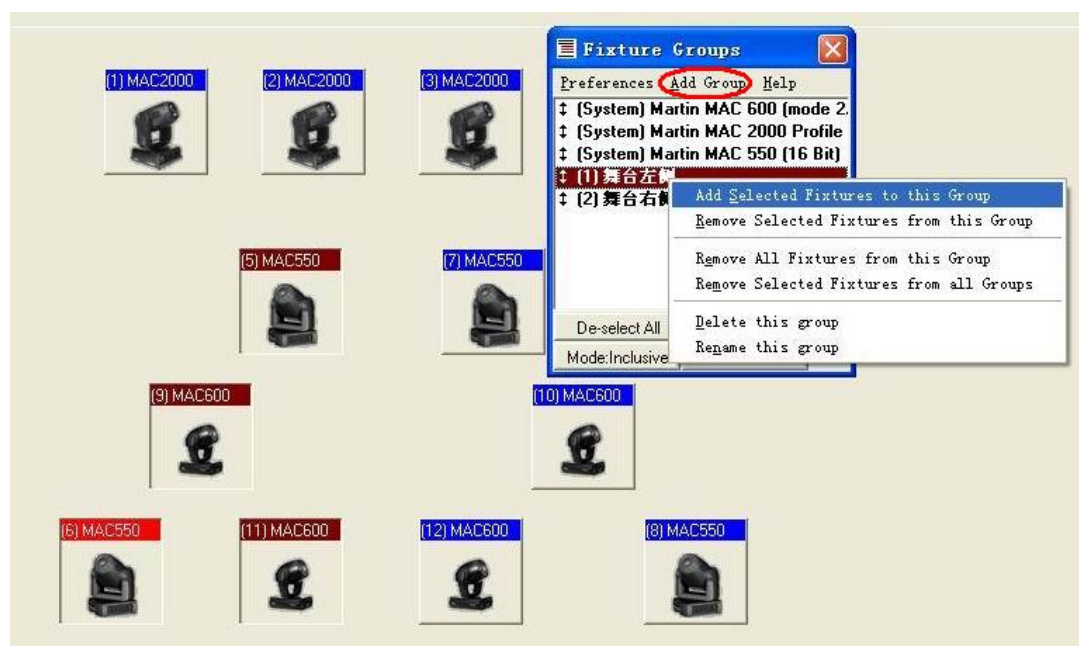 Fixture Groups
(1) MAC2000 (2) MAC2000 (3) MAC2000
Preferences Add Group Help
(System) Martin MAC 600 (mode 2.
(System) Martin MAC 2000 Profile
(System) Martin MAC 550 (16 Bit)
(1) 舞台左
(2) 舞台右
Add Selected Fixtures to this Group
Remove Selected Fixtures from this Group
Remove All Fixtures from this Group
Remove Selected Fixtures from all Groups
Delete this group
Rename this group
(5) MAC550 (7) MAC550
De-select All
Mode:Inclusive
(9) MAC600 (10) MAC600
(6) MAC550 (11) MAC600 (12) MAC600 (8) MAC550